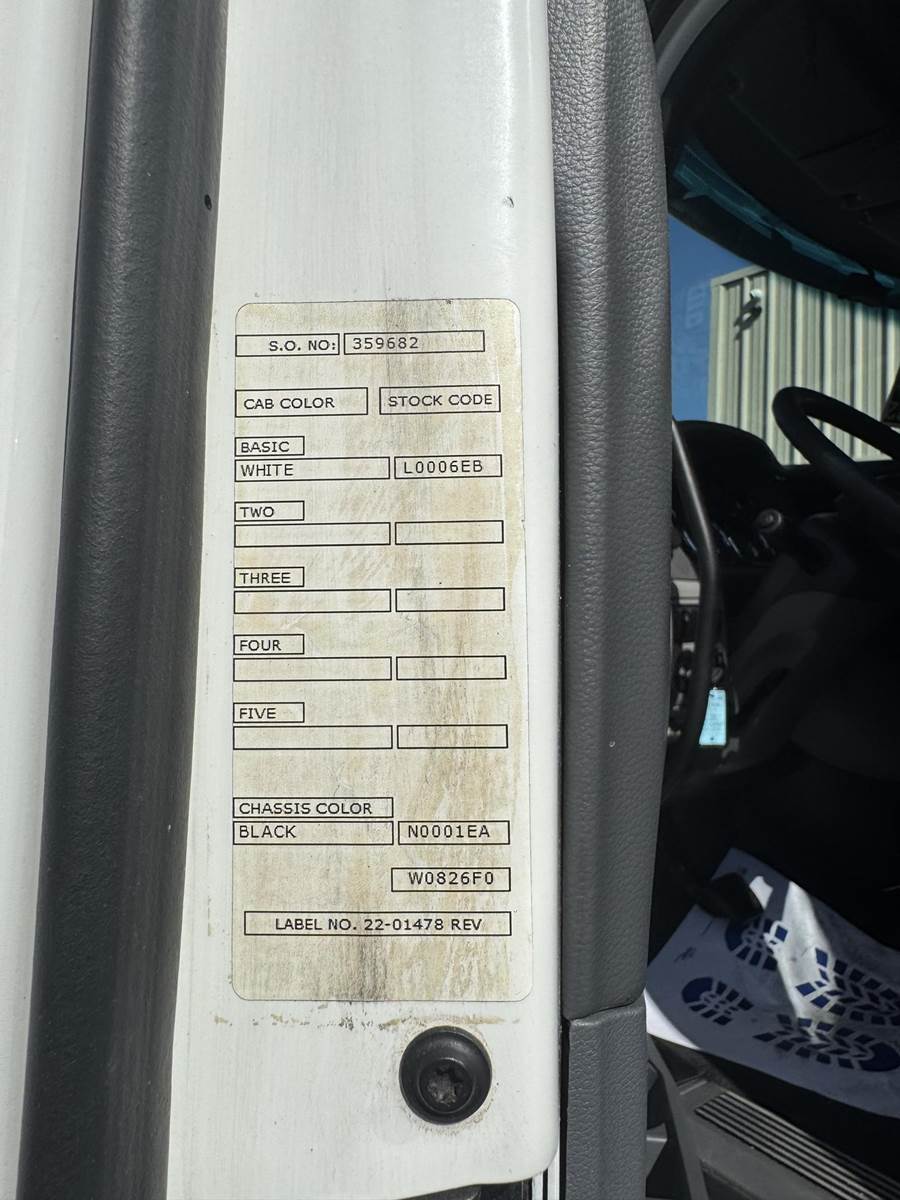 S.O. NO: 359682
CAB COLOR STOCK CODE
BASIC
WHITE L0006EB
TWO
THREE
FOUR
FIVE
CHASSIS COLOR
BLACK N0001EA
W0826F0
LABEL NO. 22-01478 REV